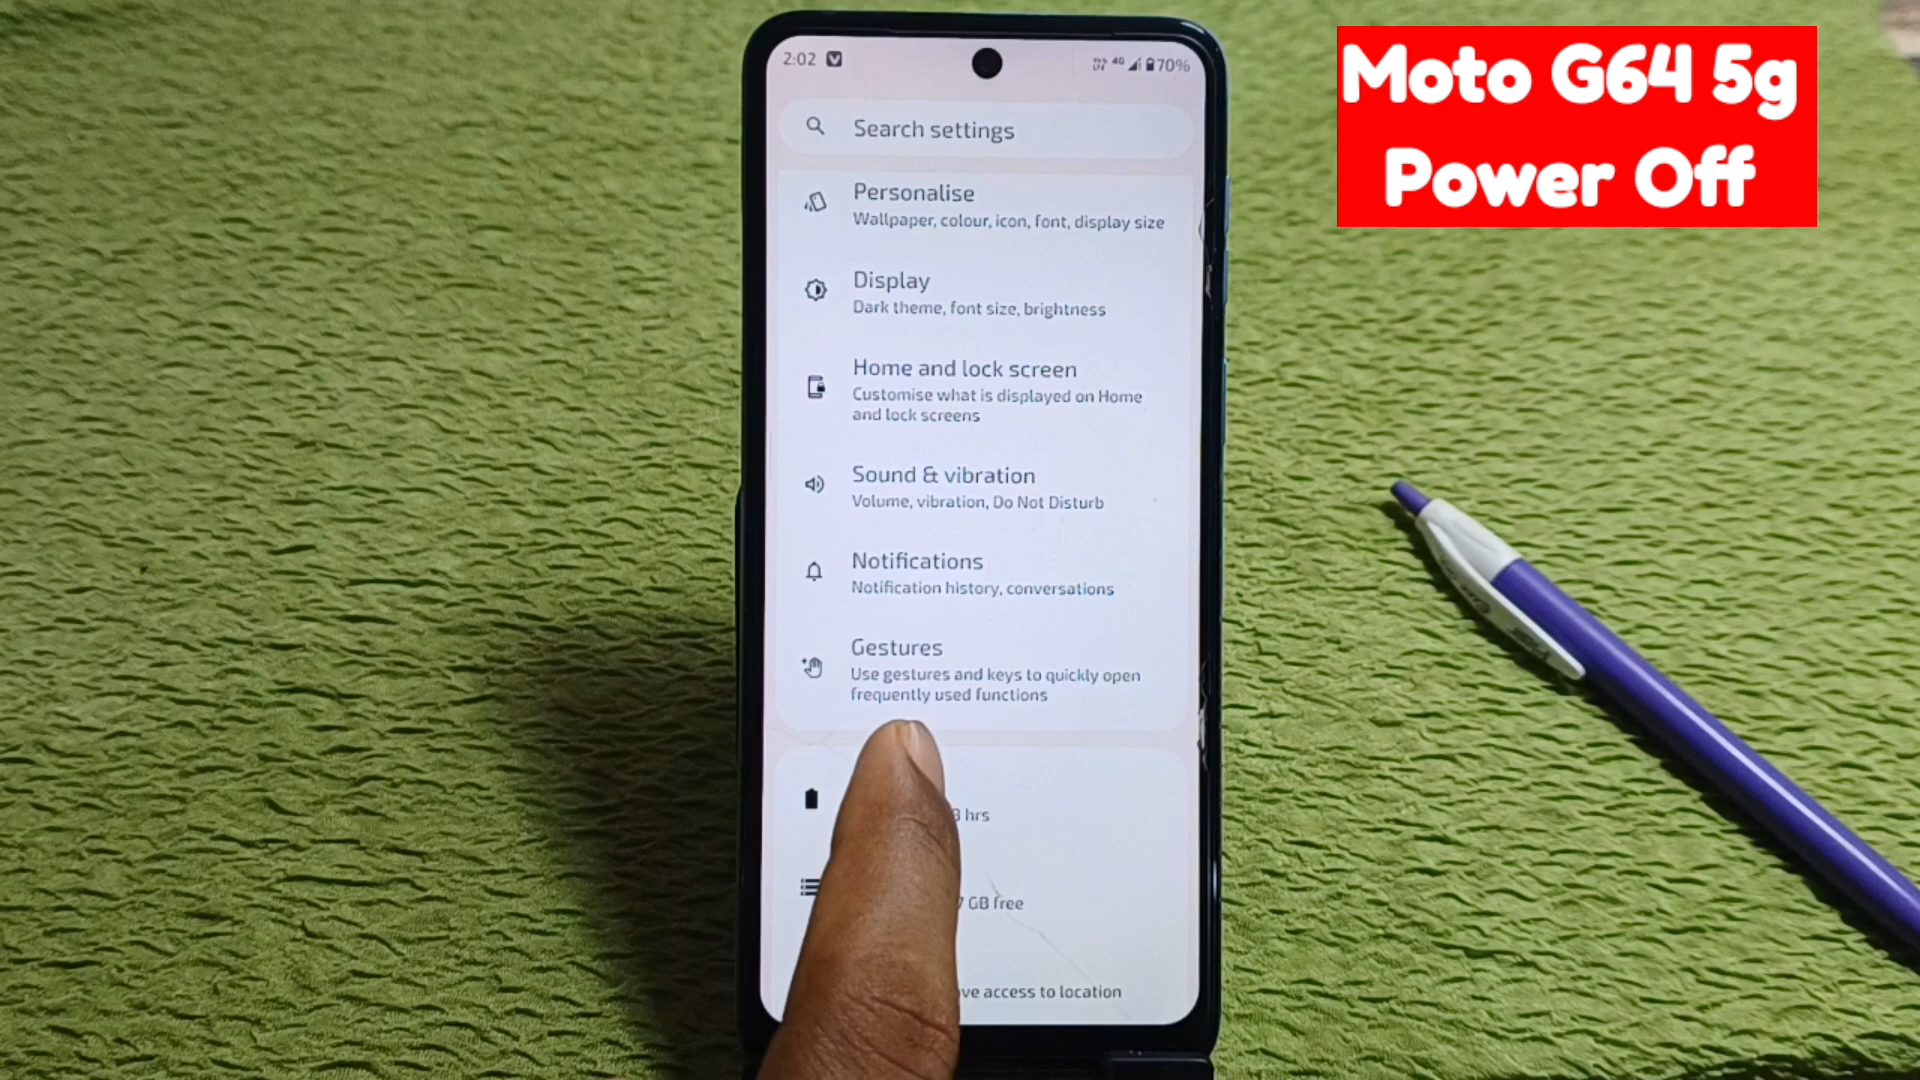 Moto G64 5g
Power Off
2:02
4G 70%
Search settings
Personalise
Wallpaper, colour, icon, font, display size
Display
Dark theme, font size, brightness
Home and lock screen
Customise what is displayed on Home
and lock screens
Sound & vibration
Volume, vibration, Do Not Disturb
Notifications
Notification history, conversations
Gestures
Use gestures and keys to quickly open
frequently used functions
hrs
GB free
access to location